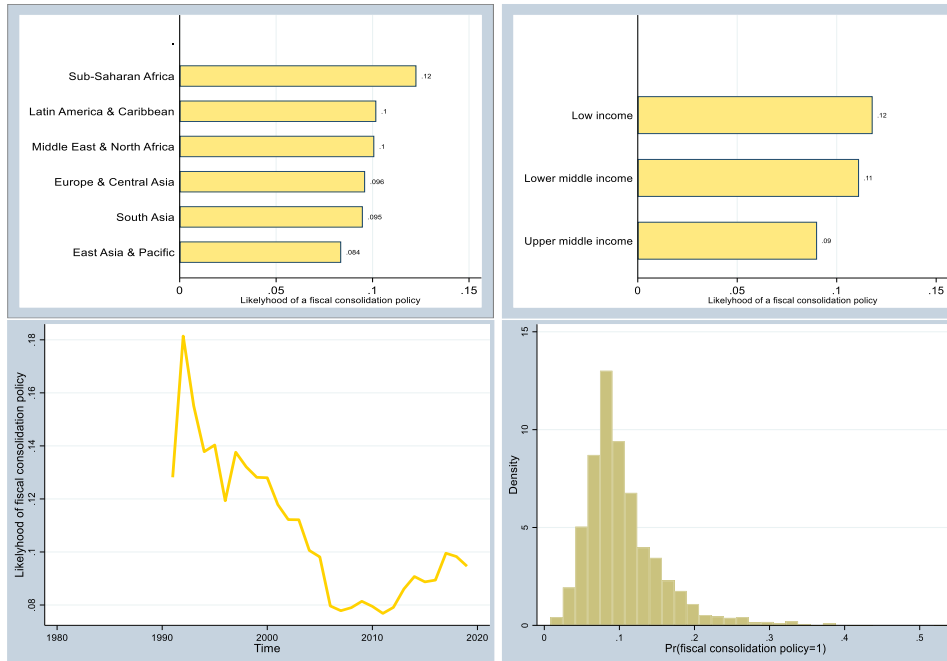 .
Sub-Saharan Africa
.12
Latin America & Caribbean
.1
Middle East & North Africa
.1
Europe & Central Asia
.096
South Asia
.095
East Asia & Pacific
.084
0 .05 .1 .15
Likelyhood of a fiscal consolidation policy
Low income
.12
Lower middle income
.11
Upper middle income
.09
0 .05 .1 .15
Likelyhood of a fiscal consolidation policy
Likelyhood of fiscal consolidation policy
.18
.16
.14
.12
.1
.08
1980 1990 2000 2010 2020
Time
Density
15
10
5
0
0 .1 .2 .3 .4 .5
Pr(fiscal consolidation policy=1)